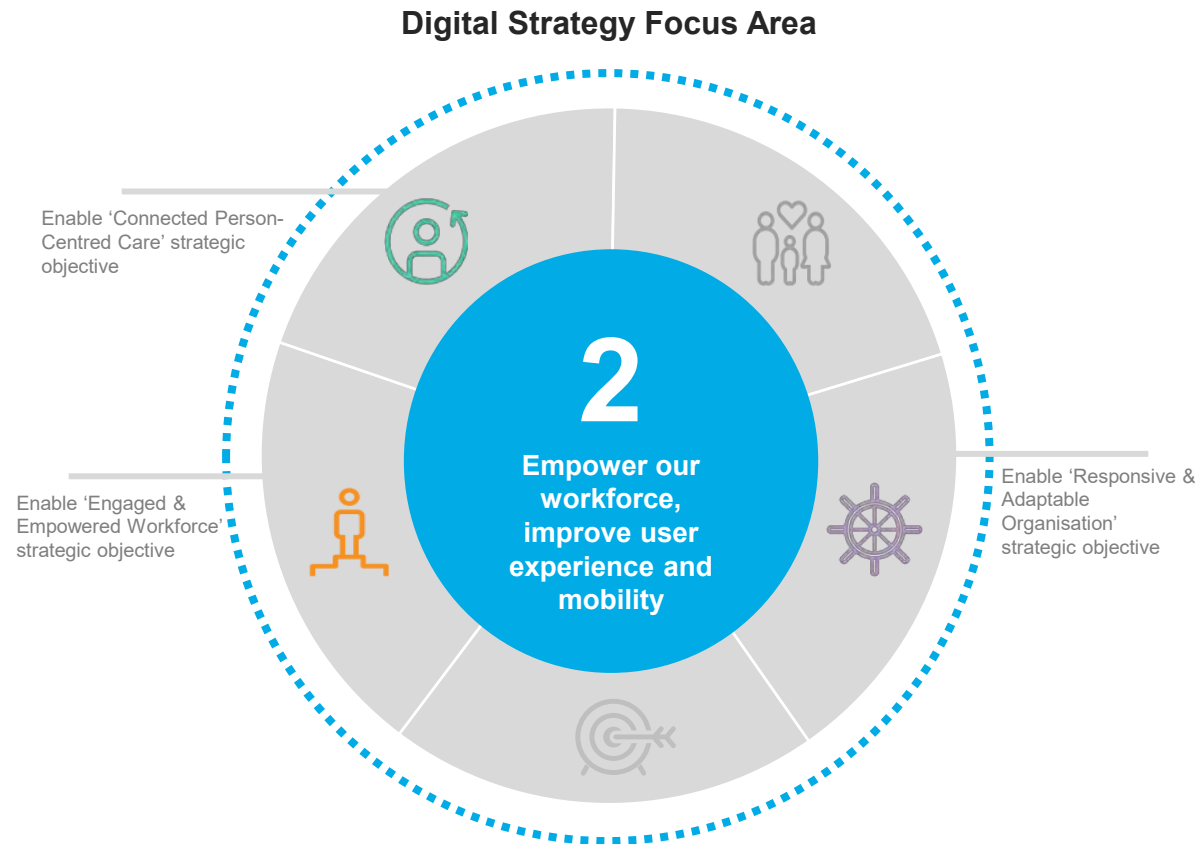 Digital Strategy Focus Area
Enable ‘Connected Person-
Centred Care’ strategic
objective
2
Empower our
workforce,
improve user
experience and
mobility
Enable ‘Engaged &
Empowered Workforce’
strategic objective
Enable ‘Responsive &
Adaptable
Organisation’
strategic objective